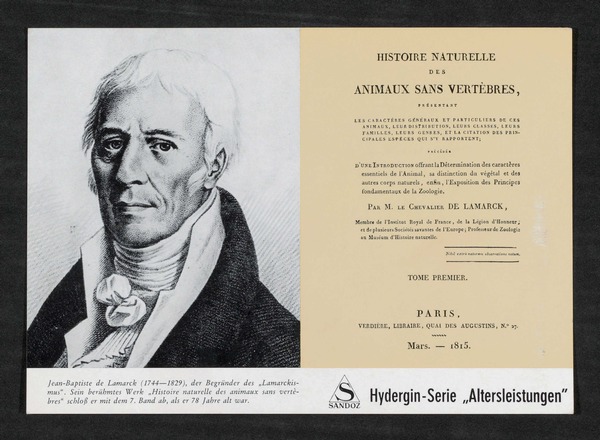 HISTOIRE NATURELLE
DES
ANIMAUX SANS VERTÈBRES,
PRÉSENTANT
LES CARACTÈRES GÉNÉRAUX ET PARTICULIERS DE CES
ANIMAUX, LEUR DISTRIBUTION, LEURS CLASSES, LEURS
FAMILLES, LEURS GENRES, ET LA CITATION DES PRIN-
CIPALES ESPÈCES QUI S'Y RAPPORTENT;
PRÉCÉDÉE
D'UNE INTRODUCTION offrant la Détermination des caractères
essentiels de l'Animal, sa distinction du végétal et des
autres corps naturels, enfin, l'Exposition des Principes
fondamentaux de la Zoologie.
PAR M. LE CHEVALIER DE LAMARCK,
Membre de l'Institut Royal de France, de la Légion d'Honneur;
et de plusieurs Sociétés savantes de l'Europe; Professeur de Zoologie
au Muséum d'Histoire naturelle.
Nihil extrà naturam observatione notum.
TOME PREMIER.
PARIS,
VERDIÈRE, LIBRAIRE, QUAI DES AUGUSTINS, N.° 27.
Mars. — 1815.
Jean-Baptiste de Lamarck (1744—1829), der Begründer des „Lamarckis-
mus". Sein berühmtes Werk „Histoire naturelle des animaux sans vertè-
bres" schloß er mit dem 7. Band ab, als er 78 Jahre alt war.
S
SANDOZ
Hydergin-Serie „Altersleistungen"